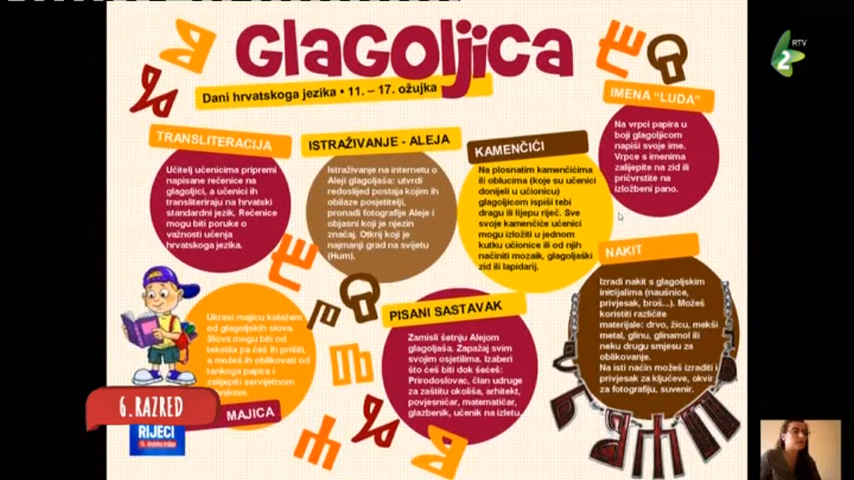 Glagoljica
Dani hrvatskoga jezika • 11. – 17. ožujka
RTV
2
TRANSLITERACIJA
Učitelj učenicima pripremi
napisane rečenice na
glagoljici, a učenici ih
transliteriraju na hrvatski
standardni jezik. Rečenice
mogu biti poruke o
važnosti učenja
hrvatskoga jezika.
ISTRAŽIVANJE - ALEJA
Istraživanje na internetu o
Aleji glagoljaša: utvrdi
redoslijed postaja kojim ih
obilaze posjetitelji,
pronađi fotografije Aleje i
objasni koji je njezin
značaj. Otkrij koji je
najmanji grad na svijetu
(Hum).
KAMENČIĆI
Na plosnatim kamenčićima
ili oblucima (koje su učenici
donijeli u učionicu)
glagoljicom ispiši tebi
dragu ili lijepu riječ. Sve
svoje kamenčiće učenici
mogu izložiti u jednom
kutku učionice ili od njih
načiniti mozaik, glagoljaški
zid ili lapidarij.
IMENA "LUDA"
Na vrpci papira u
boji glagoljicom
napiši svoje ime.
Vrpce s imenima
zalijepite na zid ili
pričvrstite na
izložbeni pano.
MAJICA
Ukrasi majicu kolažem
od glagoljskih slova.
Slova mogu biti od
tekstila pa ćeš ih prišiti,
a možeš ih oblikovati od
tankoga papira i
zalijepiti servijetnom
PISANI SASTAVAK
Zamisli šetnju Alejom
glagoljaša. Zapažaj svim
svojim osjetilima. Izaberi
što ćeš biti dok šećeš:
Prirodoslovac, član udruge
za zaštitu okoliša, arhitekt,
povjesničar, matematičar,
glazbenik, učenik na izletu.
NAKIT
Izradi nakit s glagoljskim
inicijalima (naušnice,
privjesak, broš...). Možeš
koristiti različite
materijale: drvo, žicu, mekši
metal, glinu, glinamol ili
neku drugu smjesu za
oblikovanje.
Na isti način možeš izraditi i
privjesak za ključeve, okvir
za fotografiju, suvenir.
6.RAZRED
RIJEČI